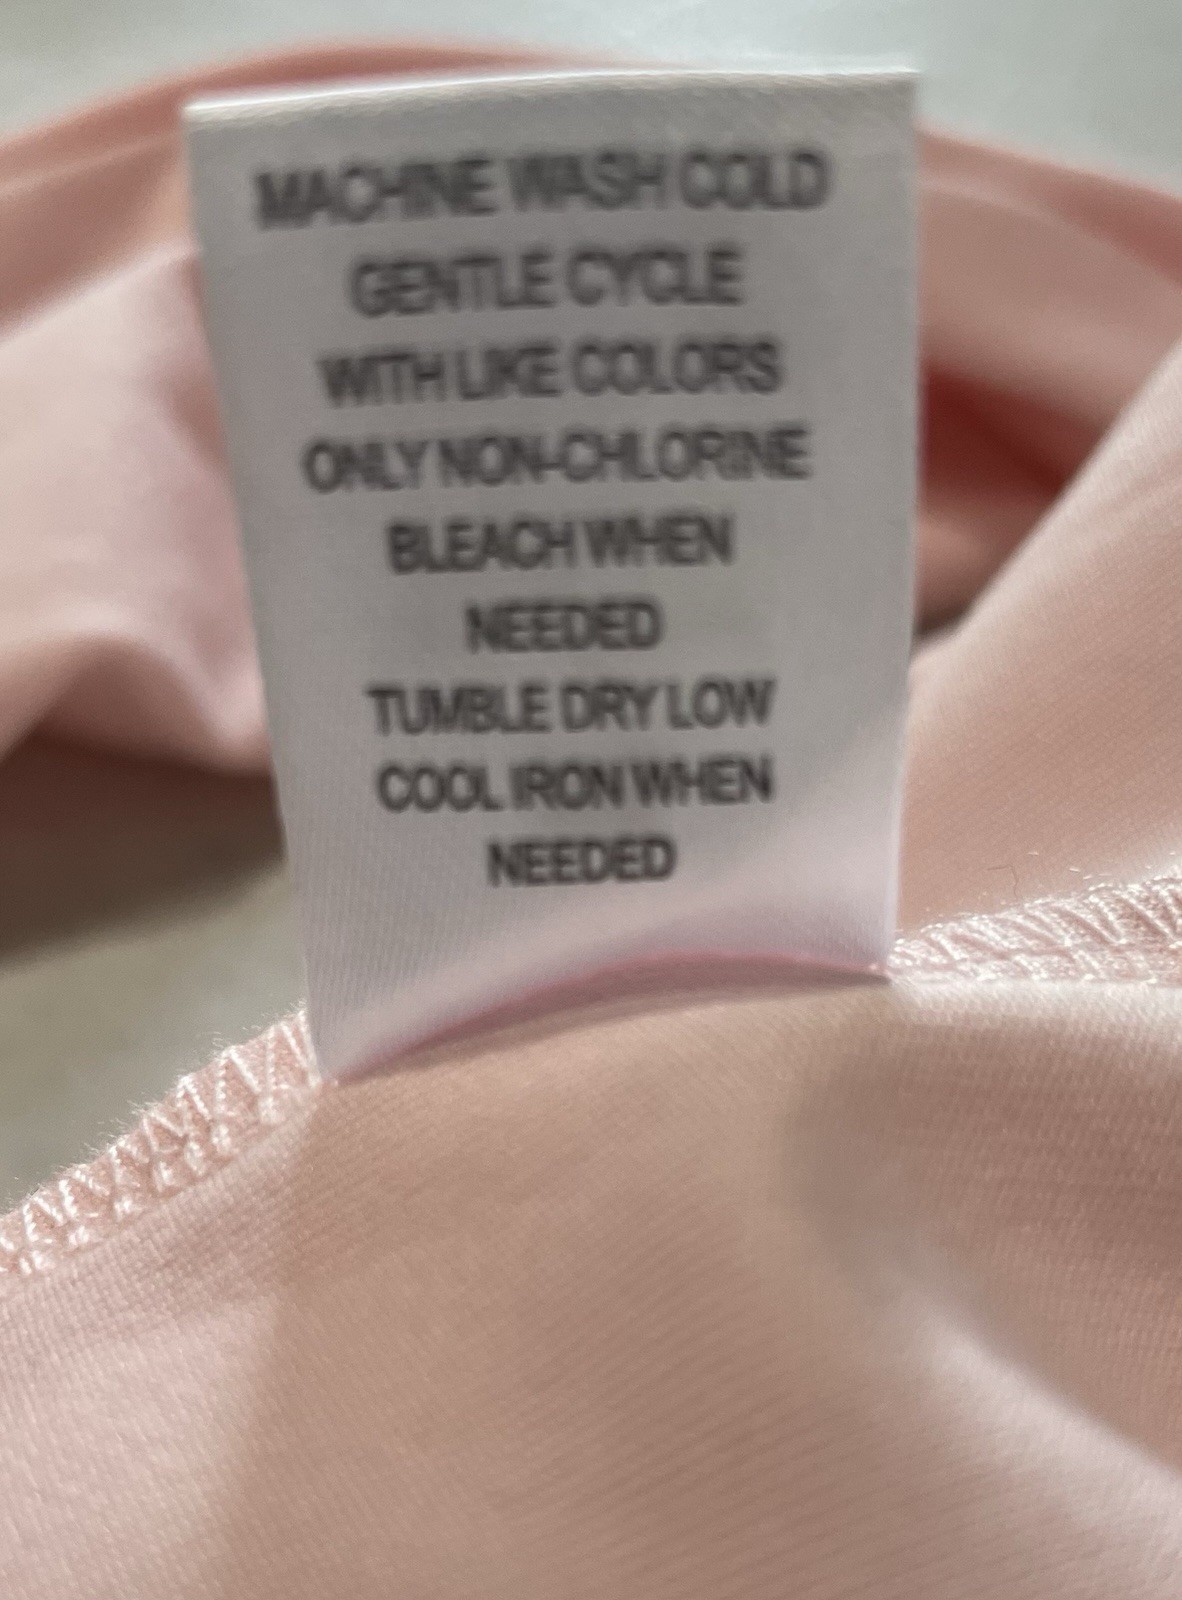 MACHINE WASH COLD
GENTLE CYCLE
WITH LIKE COLORS
ONLY NON-CHLORINE
BLEACH WHEN
NEEDED
TUMBLE DRY LOW
COOL IRON WHEN
NEEDED